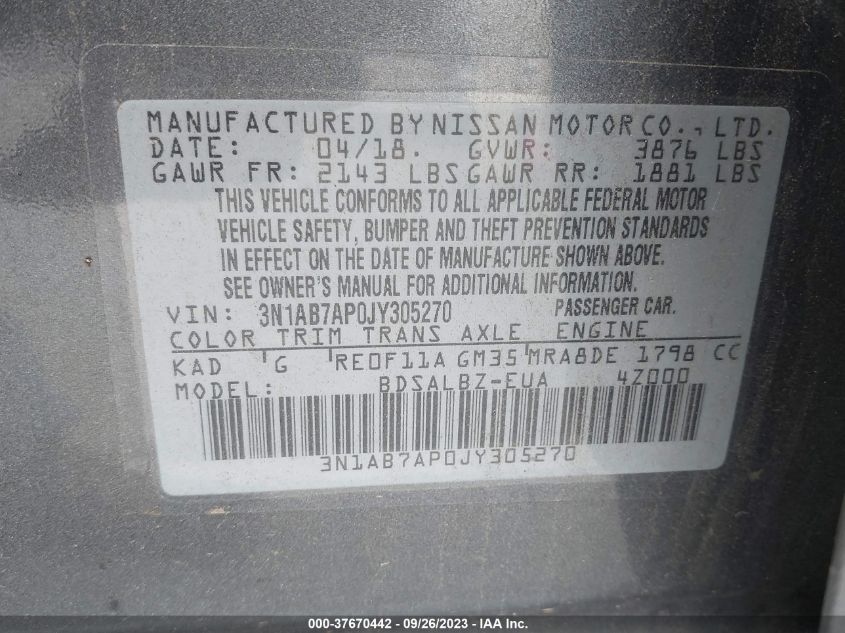 MANUFACTURED BY NISSAN MOTOR CO., LTD.
DATE: 04/18. GVWR: 3876 LBS
GAWR FR: 2143 LBS GAWR RR: 1881 LBS
THIS VEHICLE CONFORMS TO ALL APPLICABLE FEDERAL MOTOR
VEHICLE SAFETY, BUMPER AND THEFT PREVENTION STANDARDS
IN EFFECT ON THE DATE OF MANUFACTURE SHOWN ABOVE.
SEE OWNER'S MANUAL FOR ADDITIONAL INFORMATION.
VIN: 3N1AB7AP0JY305270 PASSENGER CAR.
COLOR TRIM TRANS AXLE ENGINE
KAD G RE0F11A GM35 MRA8DE 1798 CC
MODEL: BDSALBZ-EUA 4Z000
3N1AB7AP0JY305270
000-37670442 - 09/26/2023 - IAA Inc.